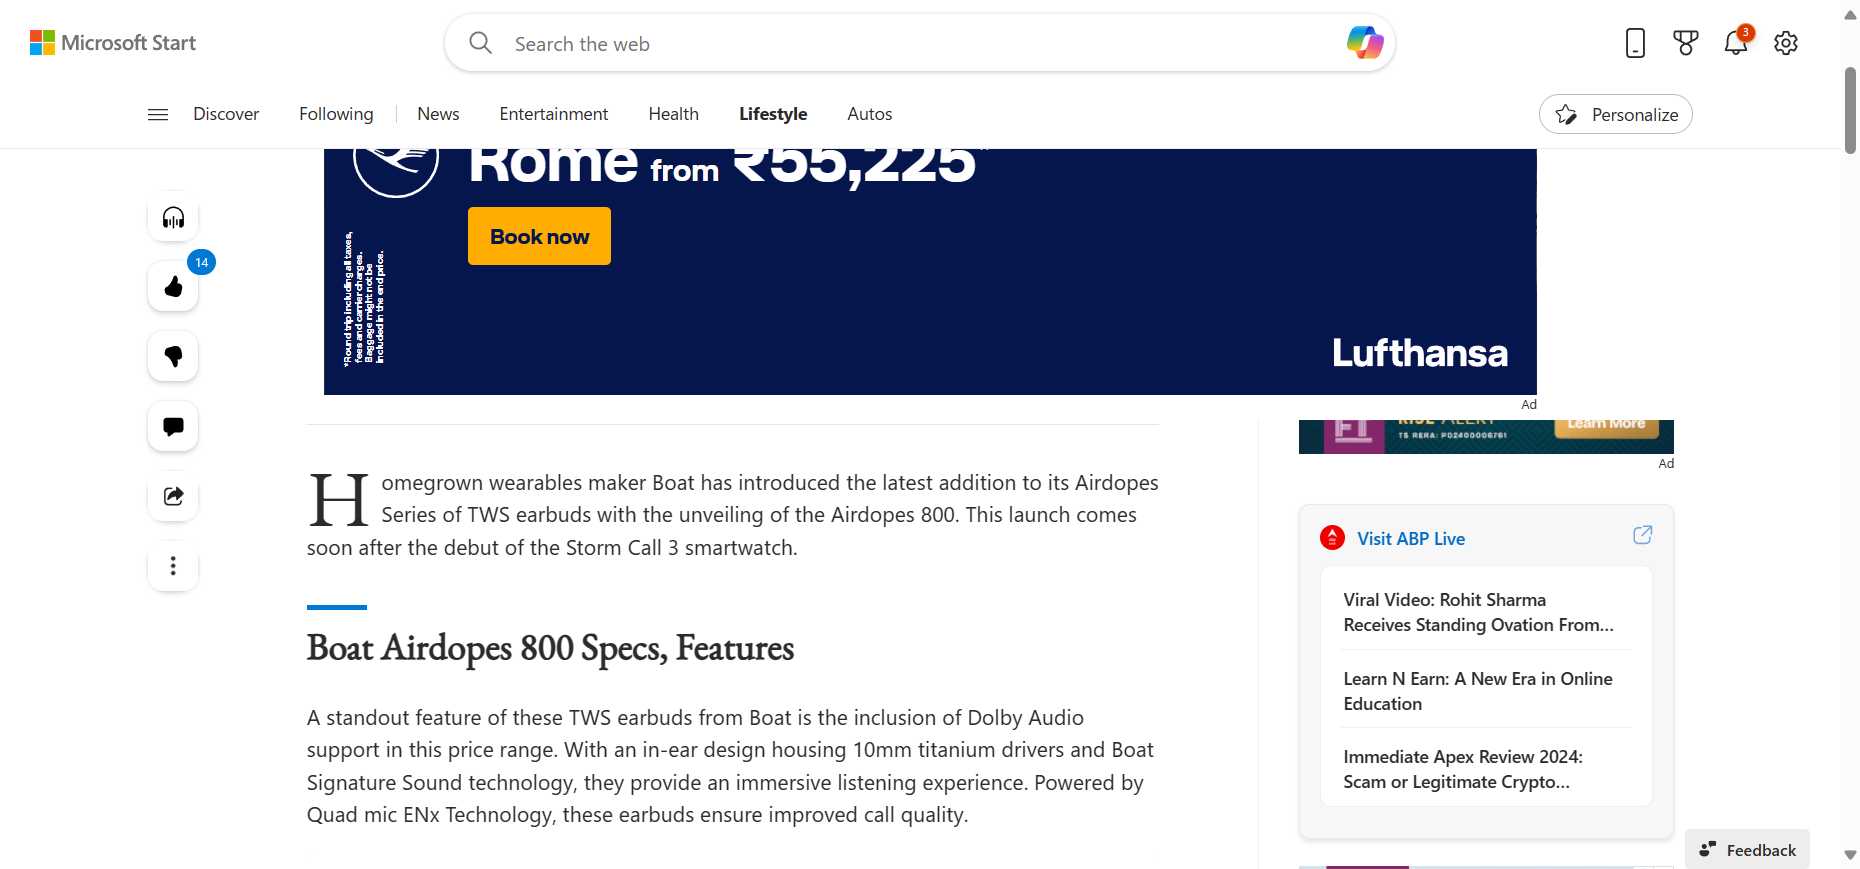 Microsoft Start
Search the web
3
Discover
Following
News
Entertainment
Health
Lifestyle
Autos
Personalize
Rome from ₹55,225*
Book now
*Round trip including all taxes,
fees and carrier charges.
Baggage might not be
included in the end price.
Lufthansa
Ad
14
Homegrown wearables maker Boat has introduced the latest addition to its Airdopes
Series of TWS earbuds with the unveiling of the Airdopes 800. This launch comes
soon after the debut of the Storm Call 3 smartwatch.
Boat Airdopes 800 Specs, Features
A standout feature of these TWS earbuds from Boat is the inclusion of Dolby Audio
support in this price range. With an in-ear design housing 10mm titanium drivers and Boat
Signature Sound technology, they provide an immersive listening experience. Powered by
Quad mic ENx Technology, these earbuds ensure improved call quality.
ALERT
TS RERA: P02400006761
Learn More
Ad
Visit ABP Live
Viral Video: Rohit Sharma
Receives Standing Ovation From...
Learn N Earn: A New Era in Online
Education
Immediate Apex Review 2024:
Scam or Legitimate Crypto...
Feedback